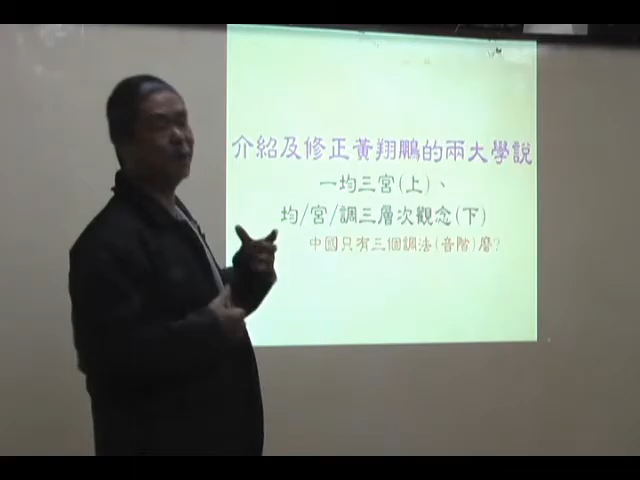 介紹及修正黃翔鵬的兩大學說
一均三宮(上)、
均/宮/調三層次觀念(下)
中國只有三個調法(音階)麼?